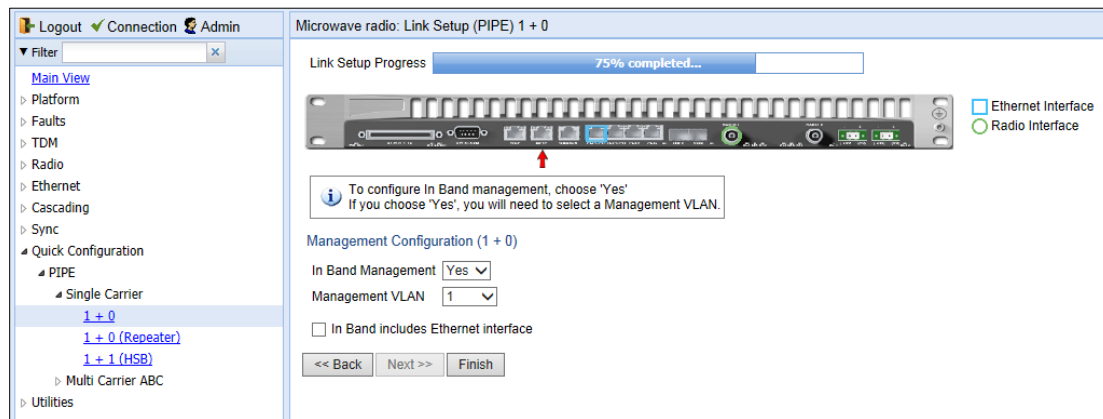 Logout Connection Admin
Filter
Main View
Platform
Faults
TDM
Radio
Ethernet
Cascading
Sync
Quick Configuration
PIPE
Single Carrier
1 + 0
1 + 0 (Repeater)
1 + 1 (HSB)
Multi Carrier ABC
Utilities
Microwave radio: Link Setup (PIPE) 1 + 0
Link Setup Progress 75% completed...
Ethernet Interface
Radio Interface
To configure In Band management, choose 'Yes'
If you choose 'Yes', you will need to select a Management VLAN.
Management Configuration (1 + 0)
In Band Management Yes
Management VLAN 1
In Band includes Ethernet interface
<< Back Next >> Finish